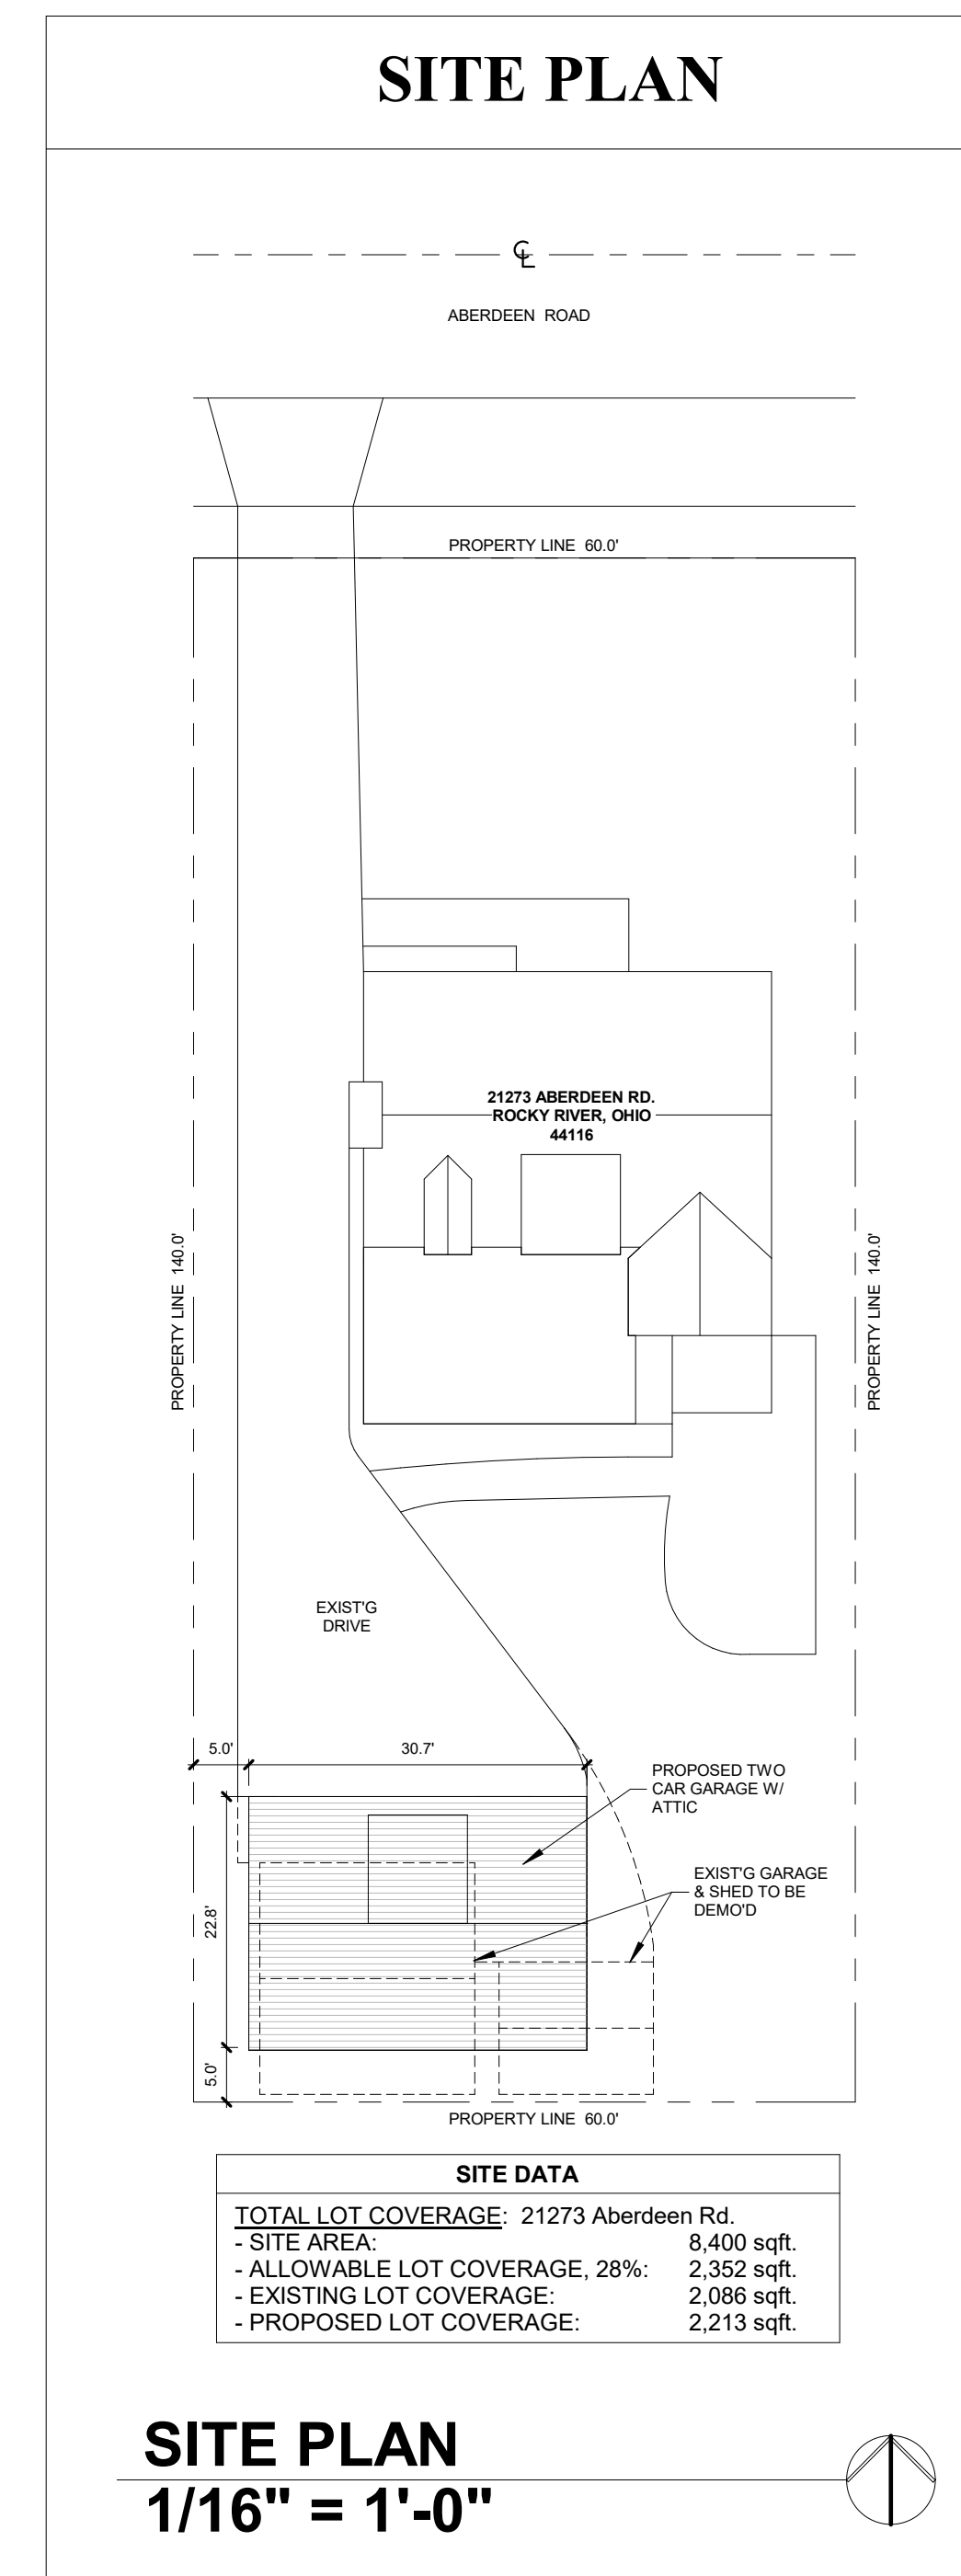 SITE PLAN
℄
ABERDEEN ROAD
PROPERTY LINE 60.0'
21273 ABERDEEN RD.
ROCKY RIVER, OHIO
44116
PROPERTY LINE 140.0'
PROPERTY LINE 140.0'
EXIST'G
DRIVE
5.0'
30.7'
PROPOSED TWO
CAR GARAGE W/
ATTIC
EXIST'G GARAGE
& SHED TO BE
DEMO'D
22.8'
5.0'
PROPERTY LINE 60.0'
SITE DATA
TOTAL LOT COVERAGE: 21273 Aberdeen Rd.
- SITE AREA: 8,400 sqft.
- ALLOWABLE LOT COVERAGE, 28%: 2,352 sqft.
- EXISTING LOT COVERAGE: 2,086 sqft.
- PROPOSED LOT COVERAGE: 2,213 sqft.
SITE PLAN
1/16" = 1'-0"